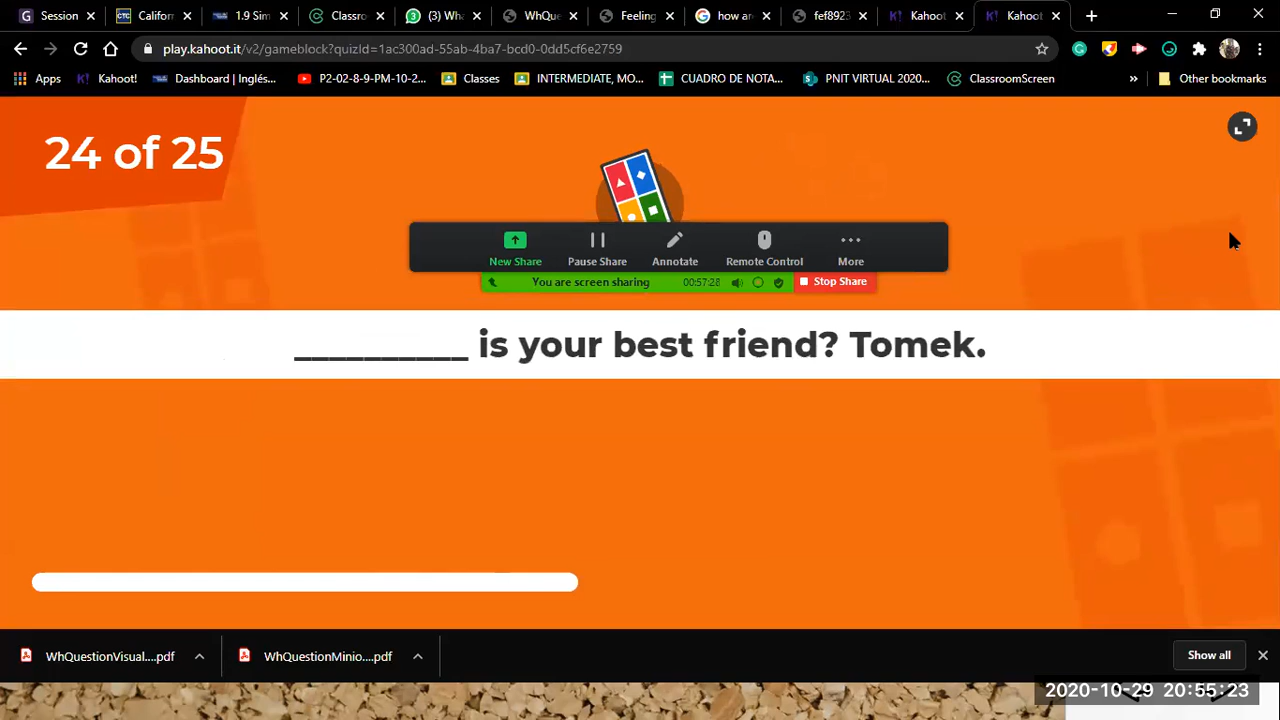 Session
Californ
1.9 Sim
Classro
(3) Wha
WhQue
Feeling
how are
fef8923
Kahoot
Kahoot
play.kahoot.it/v2/gameblock?quizId=1ac300ad-55ab-4ba7-bcd0-0dd5cf6e2759
Apps
Kahoot!
Dashboard | Inglés...
P2-02-8-9-PM-10-2...
Classes
INTERMEDIATE, MO...
CUADRO DE NOTA...
PNIT VIRTUAL 2020...
ClassroomScreen
»
Other bookmarks
24 of 25
New Share
Pause Share
Annotate
Remote Control
More
You are screen sharing
00:57:28
Stop Share
__________ is your best friend? Tomek.
WhQuestionVisual....pdf
WhQuestionMinio....pdf
Show all
2020-10-29 20:55:23